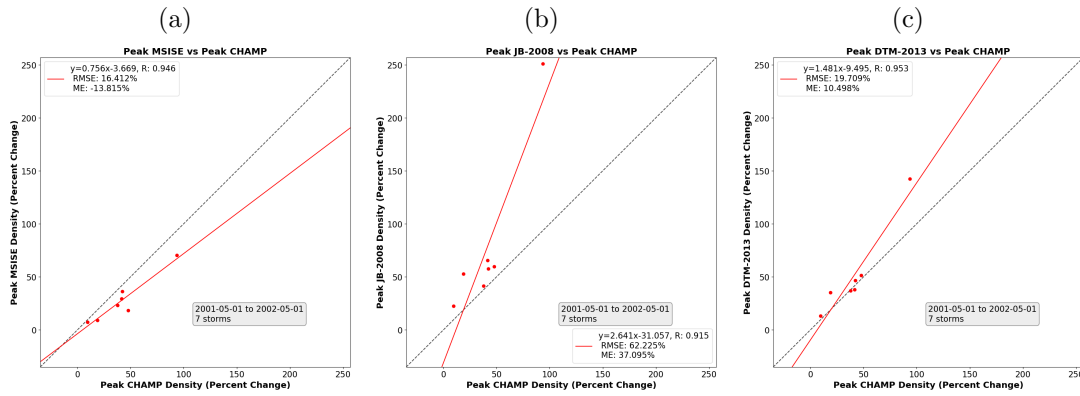 (a)
Peak MSISE vs Peak CHAMP
y=0.756x-3.669, R: 0.946
RMSE: 16.412%
ME: -13.815%
250
200
150
100
50
0
Peak MSISE Density (Percent Change)
2001-05-01 to 2002-05-01
7 storms
0 50 100 150 200 250
Peak CHAMP Density (Percent Change)
(b)
Peak JB-2008 vs Peak CHAMP
250
200
150
100
50
0
Peak JB-2008 Density (Percent Change)
2001-05-01 to 2002-05-01
7 storms
y=2.641x-31.057, R: 0.915
RMSE: 62.225%
ME: 37.095%
0 50 100 150 200 250
Peak CHAMP Density (Percent Change)
(c)
Peak DTM-2013 vs Peak CHAMP
y=1.481x-9.495, R: 0.953
RMSE: 19.709%
ME: 10.498%
250
200
150
100
50
0
Peak DTM-2013 Density (Percent Change)
2001-05-01 to 2002-05-01
7 storms
0 50 100 150 200 250
Peak CHAMP Density (Percent Change)